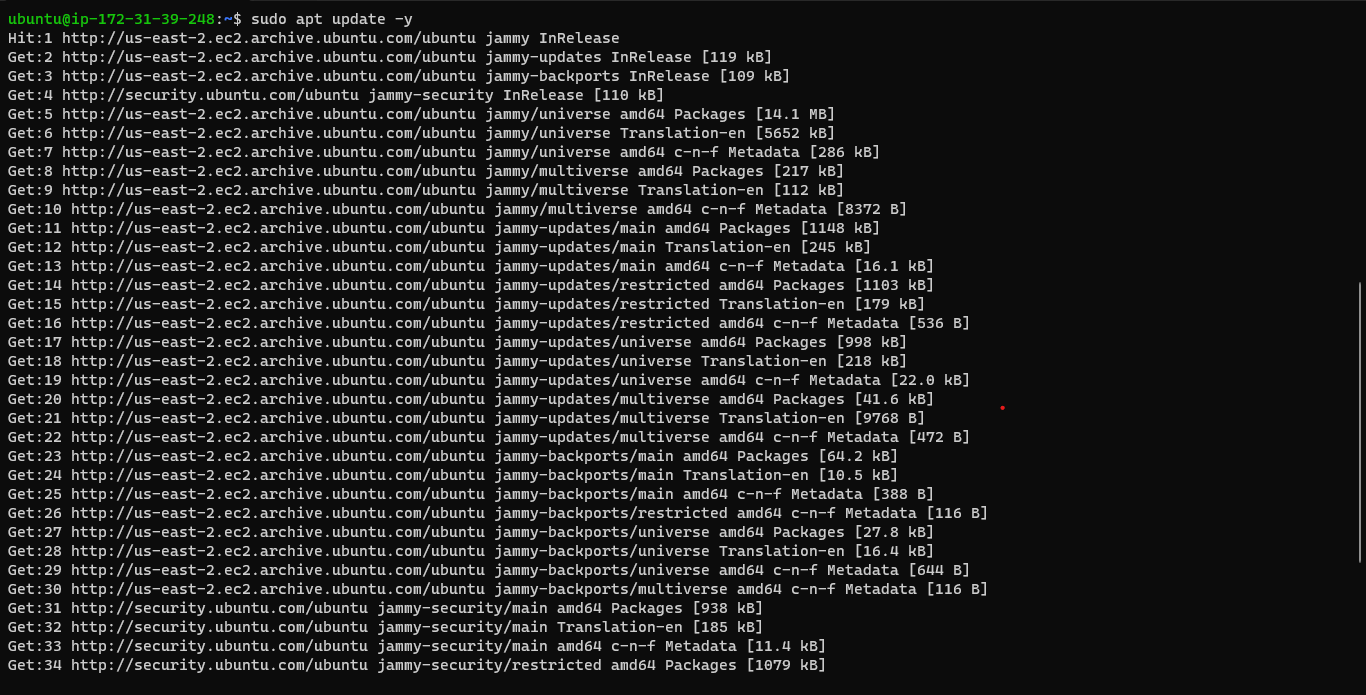 ubuntu@ip-172-31-39-248:~$ sudo apt update -y
Hit:1 http://us-east-2.ec2.archive.ubuntu.com/ubuntu jammy InRelease
Get:2 http://us-east-2.ec2.archive.ubuntu.com/ubuntu jammy-updates InRelease [119 kB]
Get:3 http://us-east-2.ec2.archive.ubuntu.com/ubuntu jammy-backports InRelease [109 kB]
Get:4 http://security.ubuntu.com/ubuntu jammy-security InRelease [110 kB]
Get:5 http://us-east-2.ec2.archive.ubuntu.com/ubuntu jammy/universe amd64 Packages [14.1 MB]
Get:6 http://us-east-2.ec2.archive.ubuntu.com/ubuntu jammy/universe Translation-en [5652 kB]
Get:7 http://us-east-2.ec2.archive.ubuntu.com/ubuntu jammy/universe amd64 c-n-f Metadata [286 kB]
Get:8 http://us-east-2.ec2.archive.ubuntu.com/ubuntu jammy/multiverse amd64 Packages [217 kB]
Get:9 http://us-east-2.ec2.archive.ubuntu.com/ubuntu jammy/multiverse Translation-en [112 kB]
Get:10 http://us-east-2.ec2.archive.ubuntu.com/ubuntu jammy/multiverse amd64 c-n-f Metadata [8372 B]
Get:11 http://us-east-2.ec2.archive.ubuntu.com/ubuntu jammy-updates/main amd64 Packages [1148 kB]
Get:12 http://us-east-2.ec2.archive.ubuntu.com/ubuntu jammy-updates/main Translation-en [245 kB]
Get:13 http://us-east-2.ec2.archive.ubuntu.com/ubuntu jammy-updates/main amd64 c-n-f Metadata [16.1 kB]
Get:14 http://us-east-2.ec2.archive.ubuntu.com/ubuntu jammy-updates/restricted amd64 Packages [1103 kB]
Get:15 http://us-east-2.ec2.archive.ubuntu.com/ubuntu jammy-updates/restricted Translation-en [179 kB]
Get:16 http://us-east-2.ec2.archive.ubuntu.com/ubuntu jammy-updates/restricted amd64 c-n-f Metadata [536 B]
Get:17 http://us-east-2.ec2.archive.ubuntu.com/ubuntu jammy-updates/universe amd64 Packages [998 kB]
Get:18 http://us-east-2.ec2.archive.ubuntu.com/ubuntu jammy-updates/universe Translation-en [218 kB]
Get:19 http://us-east-2.ec2.archive.ubuntu.com/ubuntu jammy-updates/universe amd64 c-n-f Metadata [22.0 kB]
Get:20 http://us-east-2.ec2.archive.ubuntu.com/ubuntu jammy-updates/multiverse amd64 Packages [41.6 kB]
Get:21 http://us-east-2.ec2.archive.ubuntu.com/ubuntu jammy-updates/multiverse Translation-en [9768 B]
Get:22 http://us-east-2.ec2.archive.ubuntu.com/ubuntu jammy-updates/multiverse amd64 c-n-f Metadata [472 B]
Get:23 http://us-east-2.ec2.archive.ubuntu.com/ubuntu jammy-backports/main amd64 Packages [64.2 kB]
Get:24 http://us-east-2.ec2.archive.ubuntu.com/ubuntu jammy-backports/main Translation-en [10.5 kB]
Get:25 http://us-east-2.ec2.archive.ubuntu.com/ubuntu jammy-backports/main amd64 c-n-f Metadata [388 B]
Get:26 http://us-east-2.ec2.archive.ubuntu.com/ubuntu jammy-backports/restricted amd64 c-n-f Metadata [116 B]
Get:27 http://us-east-2.ec2.archive.ubuntu.com/ubuntu jammy-backports/universe amd64 Packages [27.8 kB]
Get:28 http://us-east-2.ec2.archive.ubuntu.com/ubuntu jammy-backports/universe Translation-en [16.4 kB]
Get:29 http://us-east-2.ec2.archive.ubuntu.com/ubuntu jammy-backports/universe amd64 c-n-f Metadata [644 B]
Get:30 http://us-east-2.ec2.archive.ubuntu.com/ubuntu jammy-backports/multiverse amd64 c-n-f Metadata [116 B]
Get:31 http://security.ubuntu.com/ubuntu jammy-security/main amd64 Packages [938 kB]
Get:32 http://security.ubuntu.com/ubuntu jammy-security/main Translation-en [185 kB]
Get:33 http://security.ubuntu.com/ubuntu jammy-security/main amd64 c-n-f Metadata [11.4 kB]
Get:34 http://security.ubuntu.com/ubuntu jammy-security/restricted amd64 Packages [1079 kB]